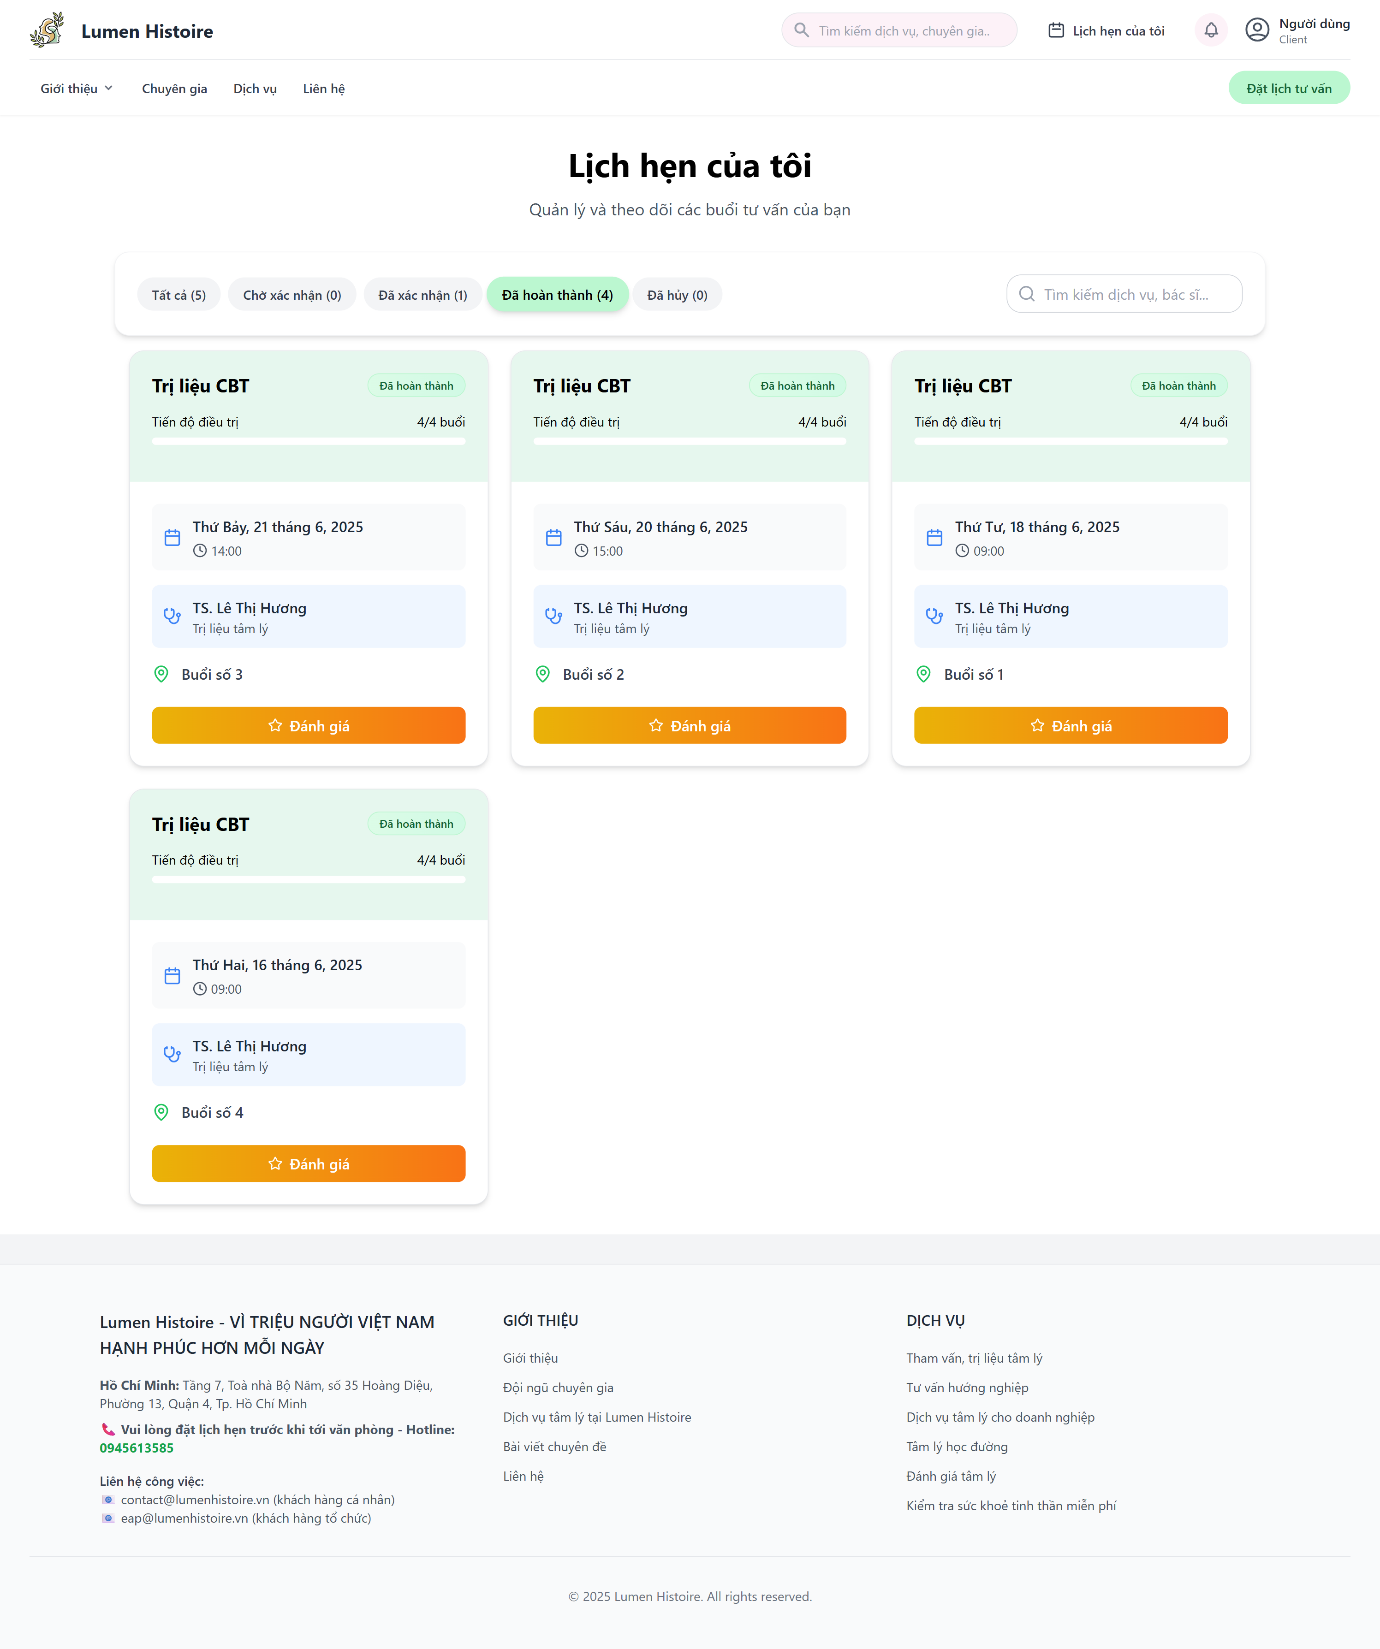 Lumen Histoire
Tìm kiếm dịch vụ, chuyên gia..
Lịch hẹn của tôi
Người dùng
Client
Giới thiệu
Chuyên gia
Dịch vụ
Liên hệ
Đặt lịch tư vấn
Lịch hẹn của tôi
Quản lý và theo dõi các buổi tư vấn của bạn
Tất cả (5)
Chờ xác nhận (0)
Đã xác nhận (1)
Đã hoàn thành (4)
Đã hủy (0)
Tìm kiếm dịch vụ, bác sĩ...
Trị liệu CBT
Đã hoàn thành
Tiến độ điều trị
4/4 buổi
Thứ Bảy, 21 tháng 6, 2025
14:00
TS. Lê Thị Hương
Trị liệu tâm lý
Buổi số 3
Đánh giá
Trị liệu CBT
Đã hoàn thành
Tiến độ điều trị
4/4 buổi
Thứ Sáu, 20 tháng 6, 2025
15:00
TS. Lê Thị Hương
Trị liệu tâm lý
Buổi số 2
Đánh giá
Trị liệu CBT
Đã hoàn thành
Tiến độ điều trị
4/4 buổi
Thứ Tư, 18 tháng 6, 2025
09:00
TS. Lê Thị Hương
Trị liệu tâm lý
Buổi số 1
Đánh giá
Trị liệu CBT
Đã hoàn thành
Tiến độ điều trị
4/4 buổi
Thứ Hai, 16 tháng 6, 2025
09:00
TS. Lê Thị Hương
Trị liệu tâm lý
Buổi số 4
Đánh giá
Lumen Histoire - VÌ TRIỆU NGƯỜI VIỆT NAM
HẠNH PHÚC HƠN MỖI NGÀY
Hồ Chí Minh: Tầng 7, Toà nhà Bộ Năm, số 35 Hoàng Diệu,
Phường 13, Quận 4, Tp. Hồ Chí Minh
Vui lòng đặt lịch hẹn trước khi tới văn phòng - Hotline:
0945613585
Liên hệ công việc:
contact@lumenhistoire.vn (khách hàng cá nhân)
eap@lumenhistoire.vn (khách hàng tổ chức)
GIỚI THIỆU
Giới thiệu
Đội ngũ chuyên gia
Dịch vụ tâm lý tại Lumen Histoire
Bài viết chuyên đề
Liên hệ
DỊCH VỤ
Tham vấn, trị liệu tâm lý
Tư vấn hướng nghiệp
Dịch vụ tâm lý cho doanh nghiệp
Tâm lý học đường
Đánh giá tâm lý
Kiểm tra sức khoẻ tinh thần miễn phí
© 2025 Lumen Histoire. All rights reserved.